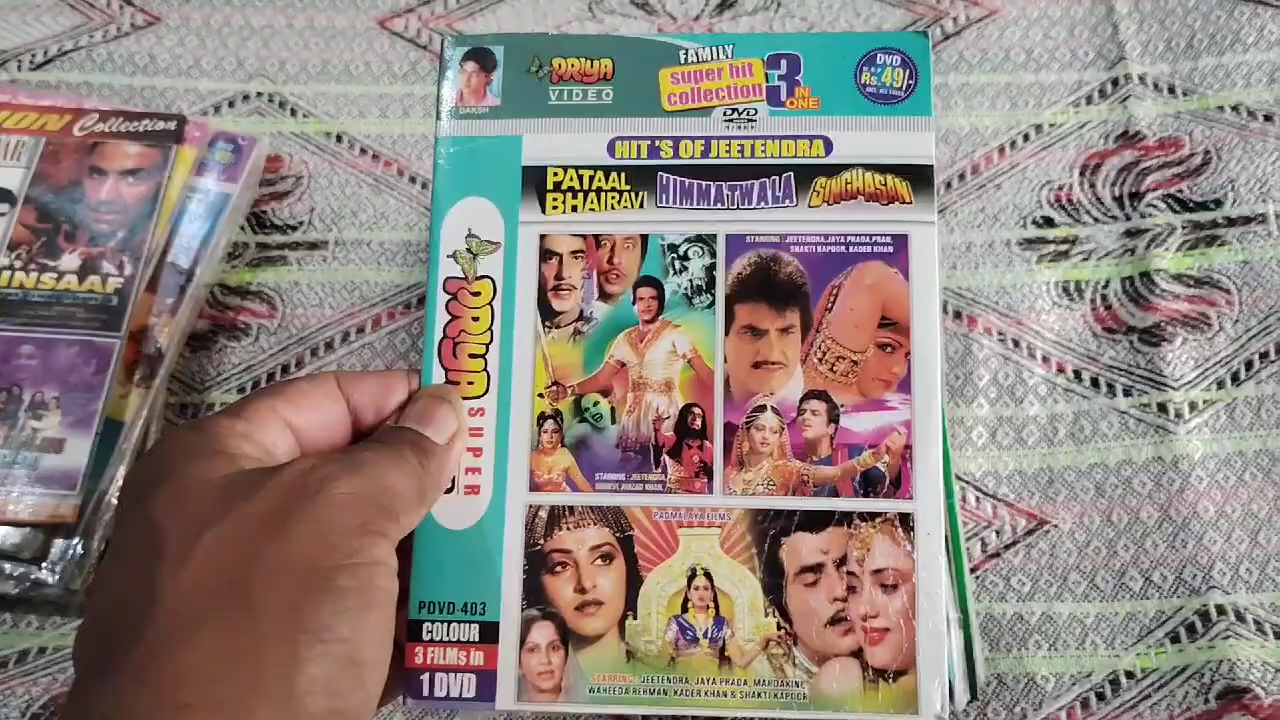 ION Collection
INSAAF
DAKSH
PRIYA
VIDEO
FAMILY
super hit
collection
3
IN
ONE
DVD
M.R.P.
Rs.49/-
DVD
HIT 'S OF JEETENDRA
PATAAL
BHAIRAVI
HIMMATWALA
SINGHASAN
STARRING : JEETENDRA,JAYA PRADA,PRAN,
SHAKTI KAPOOR, KADER KHAN
STARRING : JEETENDRA,
PRIYA
SUPER
PADMALAYA FILMS
STARRING: JEETENDRA, JAYA PRADA, MANDAKINI,
WAHEEDA REHMAN, KADER KHAN & SHAKTI KAPOOR
PDVD-403
COLOUR
3 FILMs in
1 DVD